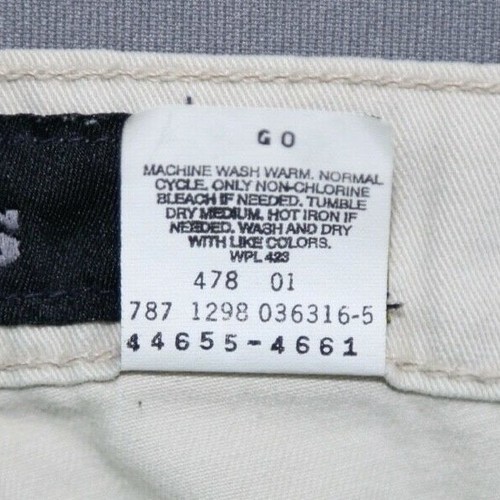 GO
MACHINE WASH WARM. NORMAL
CYCLE. ONLY NON-CHLORINE
BLEACH IF NEEDED. TUMBLE
DRY MEDIUM. HOT IRON IF
NEEDED. WASH AND DRY
WITH LIKE COLORS.
WPL 423
478 01
787 1298 036316-5
44655-4661